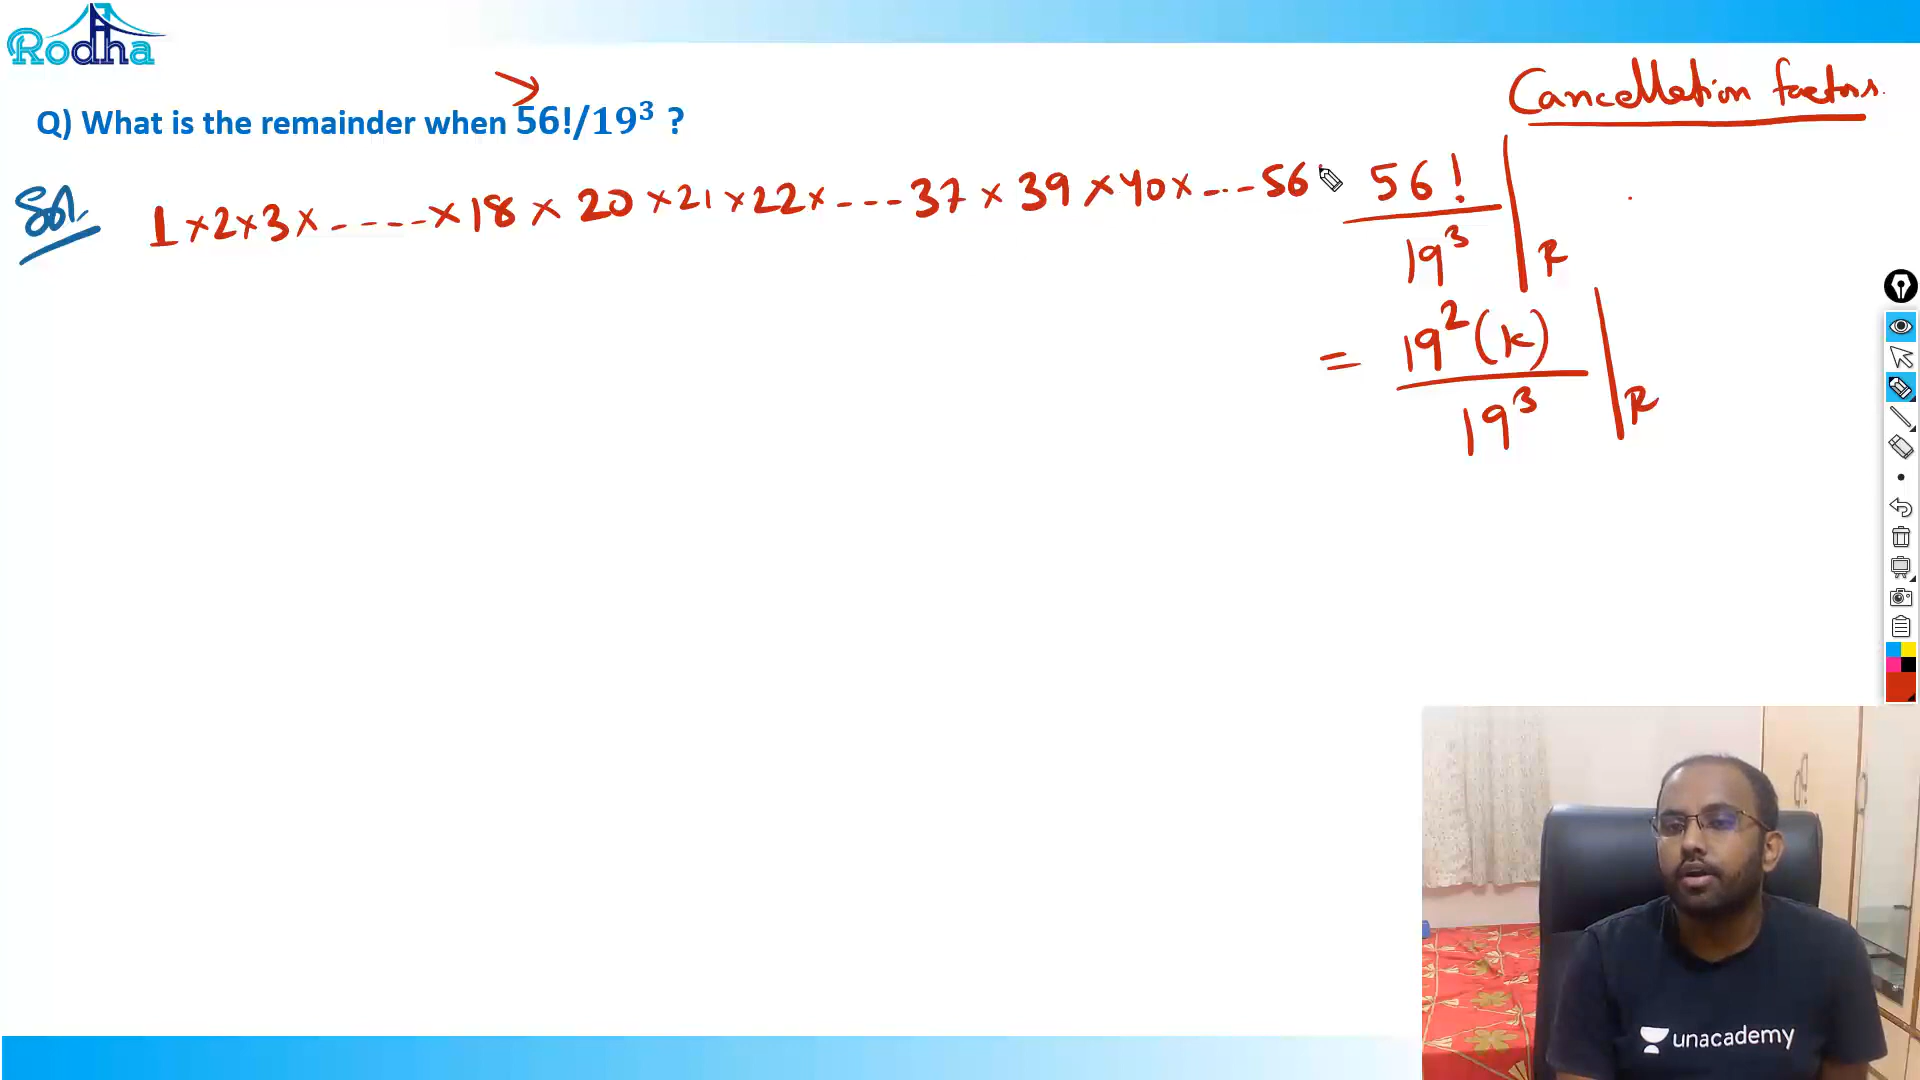 Rodha
Cancellation factors.
Q) What is the remainder when 56!/19³ ?
Sol.
1 × 2 × 3 × ..... × 18 × 20 × 21 × 22 × ---- 37 × 39 × 40 × ---- 56
56!
19³
R
= 19²(k)
19³
R
unacademy